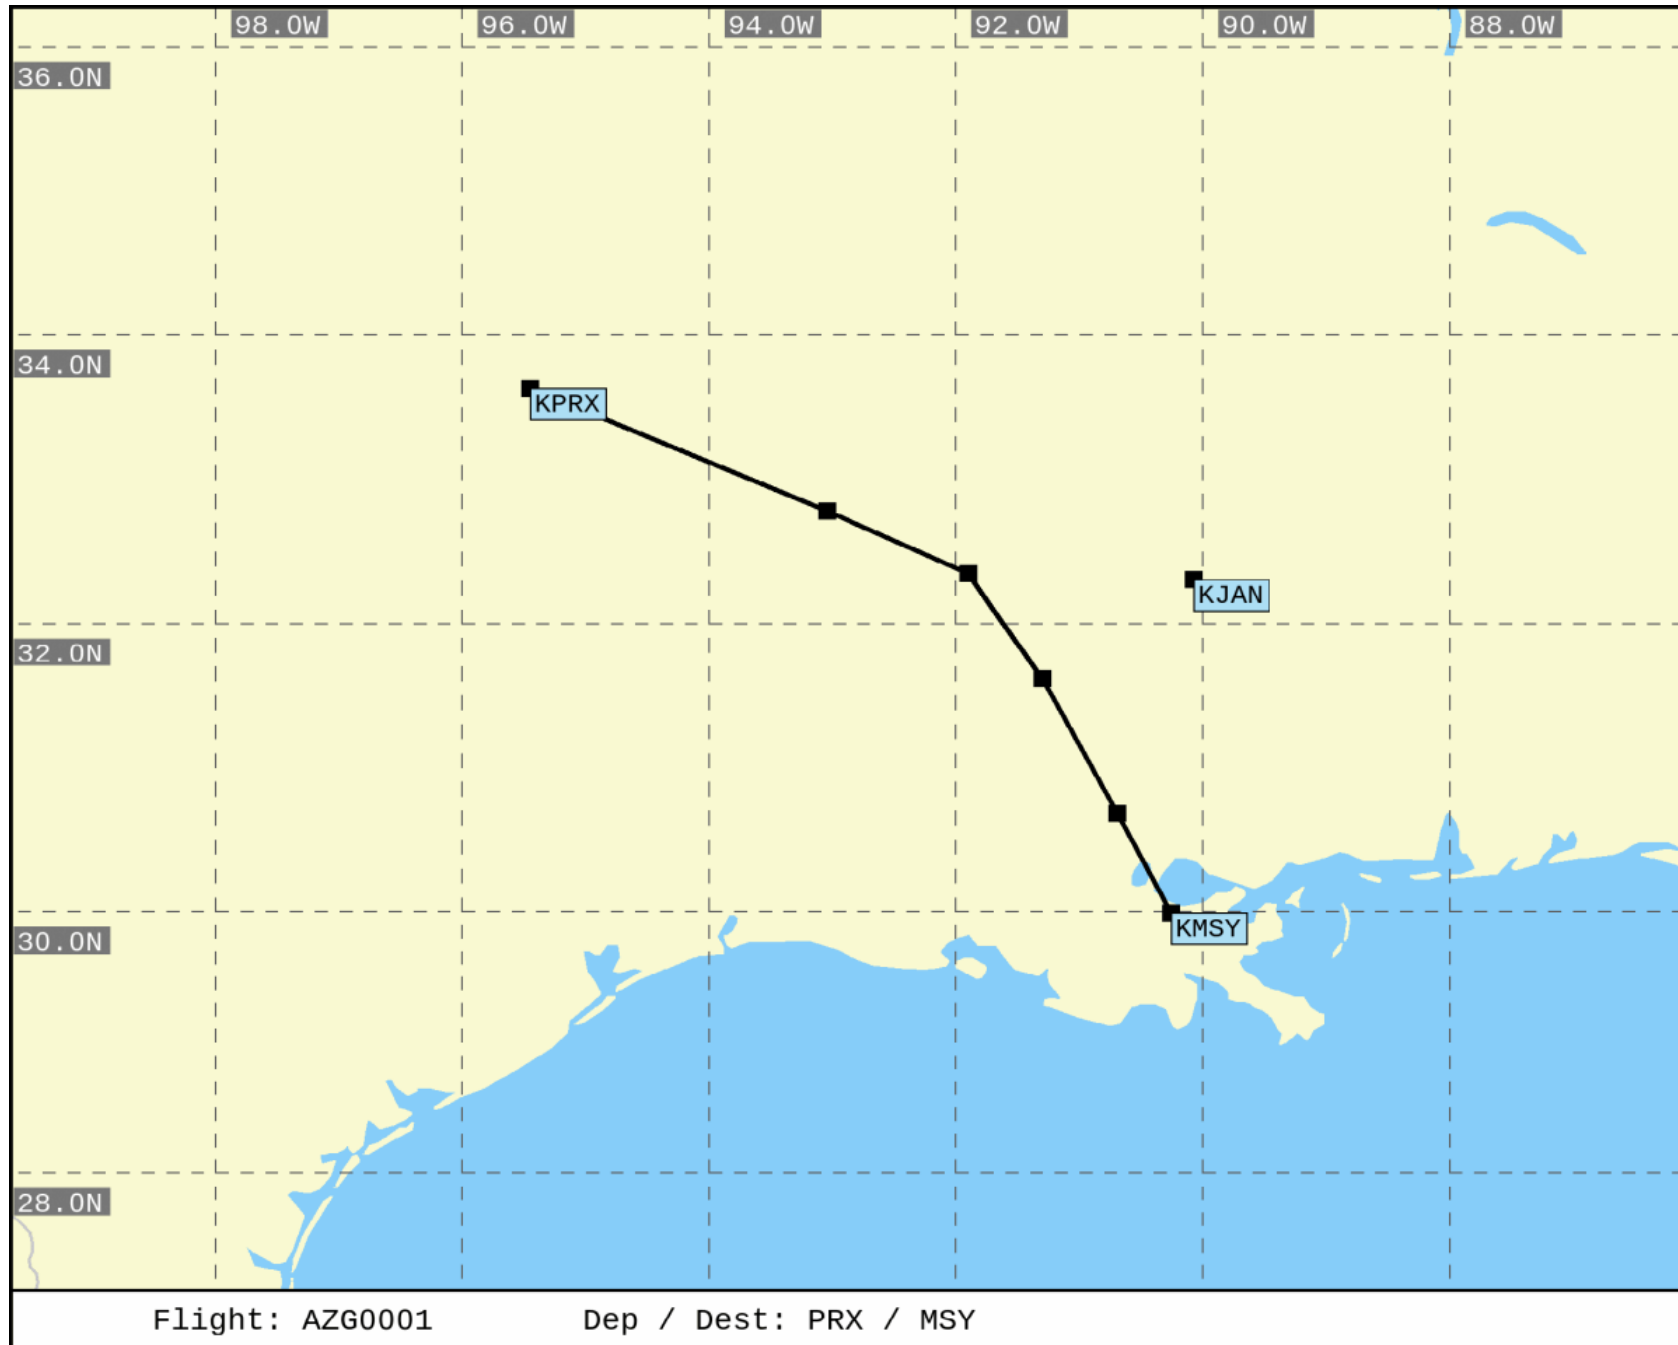 98.0W 96.0W 94.0W 92.0W 90.0W 88.0W
36.0N
34.0N
KPRX
KJAN
32.0N
KMSY
30.0N
28.0N
Flight: AZG0001 Dep / Dest: PRX / MSY